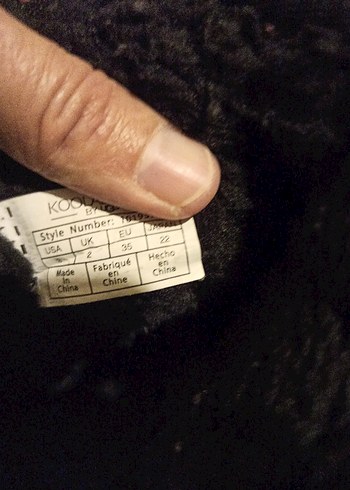 Style Number:
USA UK EU
2 35 22
Made Fabriqué Hecho
in en en
China Chine China